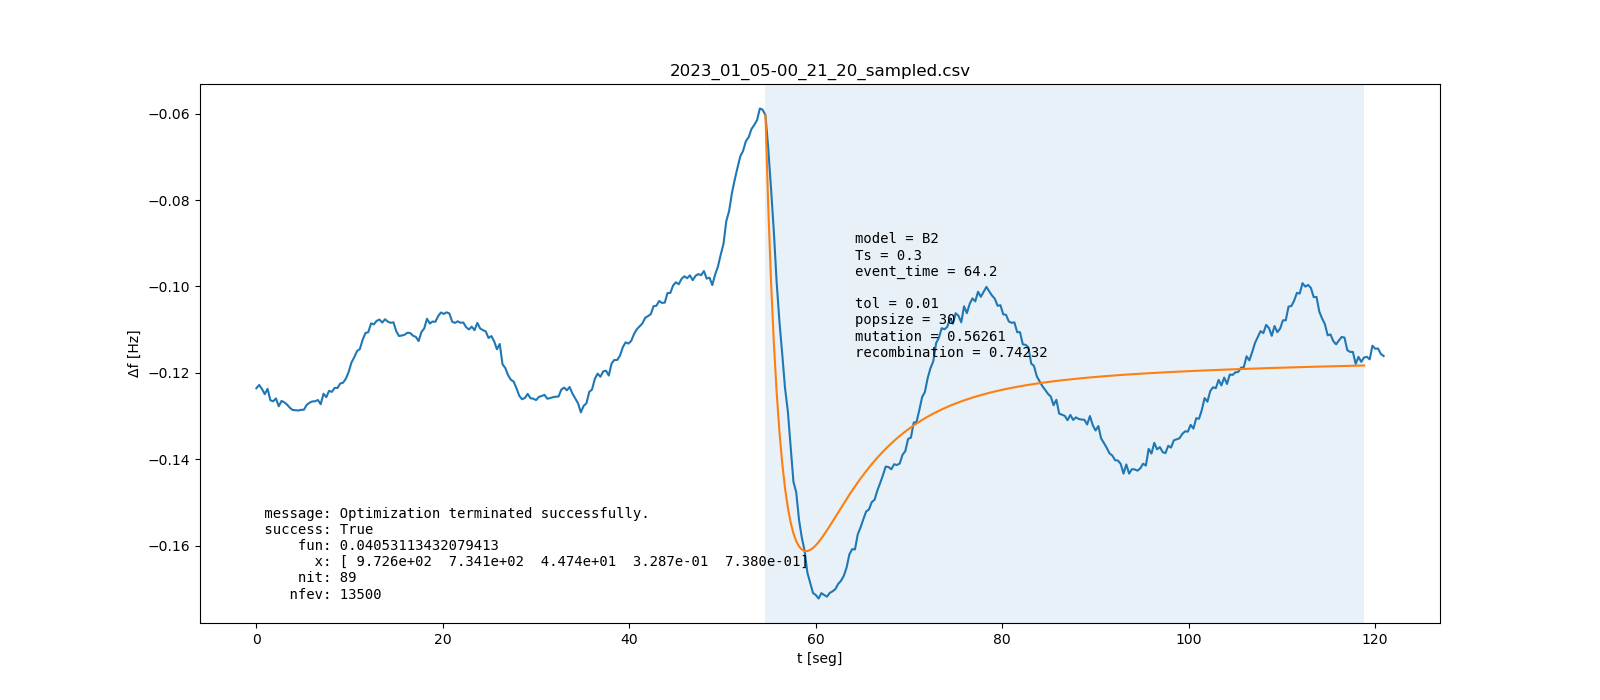 2023_01_05-00_21_20_sampled.csv
Δf [Hz]
−0.06
−0.08
−0.10
−0.12
−0.14
−0.16
model = B2
Ts = 0.3
event_time = 64.2
tol = 0.01
popsize = 30
mutation = 0.56261
recombination = 0.74232
message: Optimization terminated successfully.
success: True
fun: 0.04053113432079413
x: [ 9.726e+02  7.341e+02  4.474e+01  3.287e-01  7.380e-01]
nit: 89
nfev: 13500
0 20 40 60 80 100 120
t [seg]